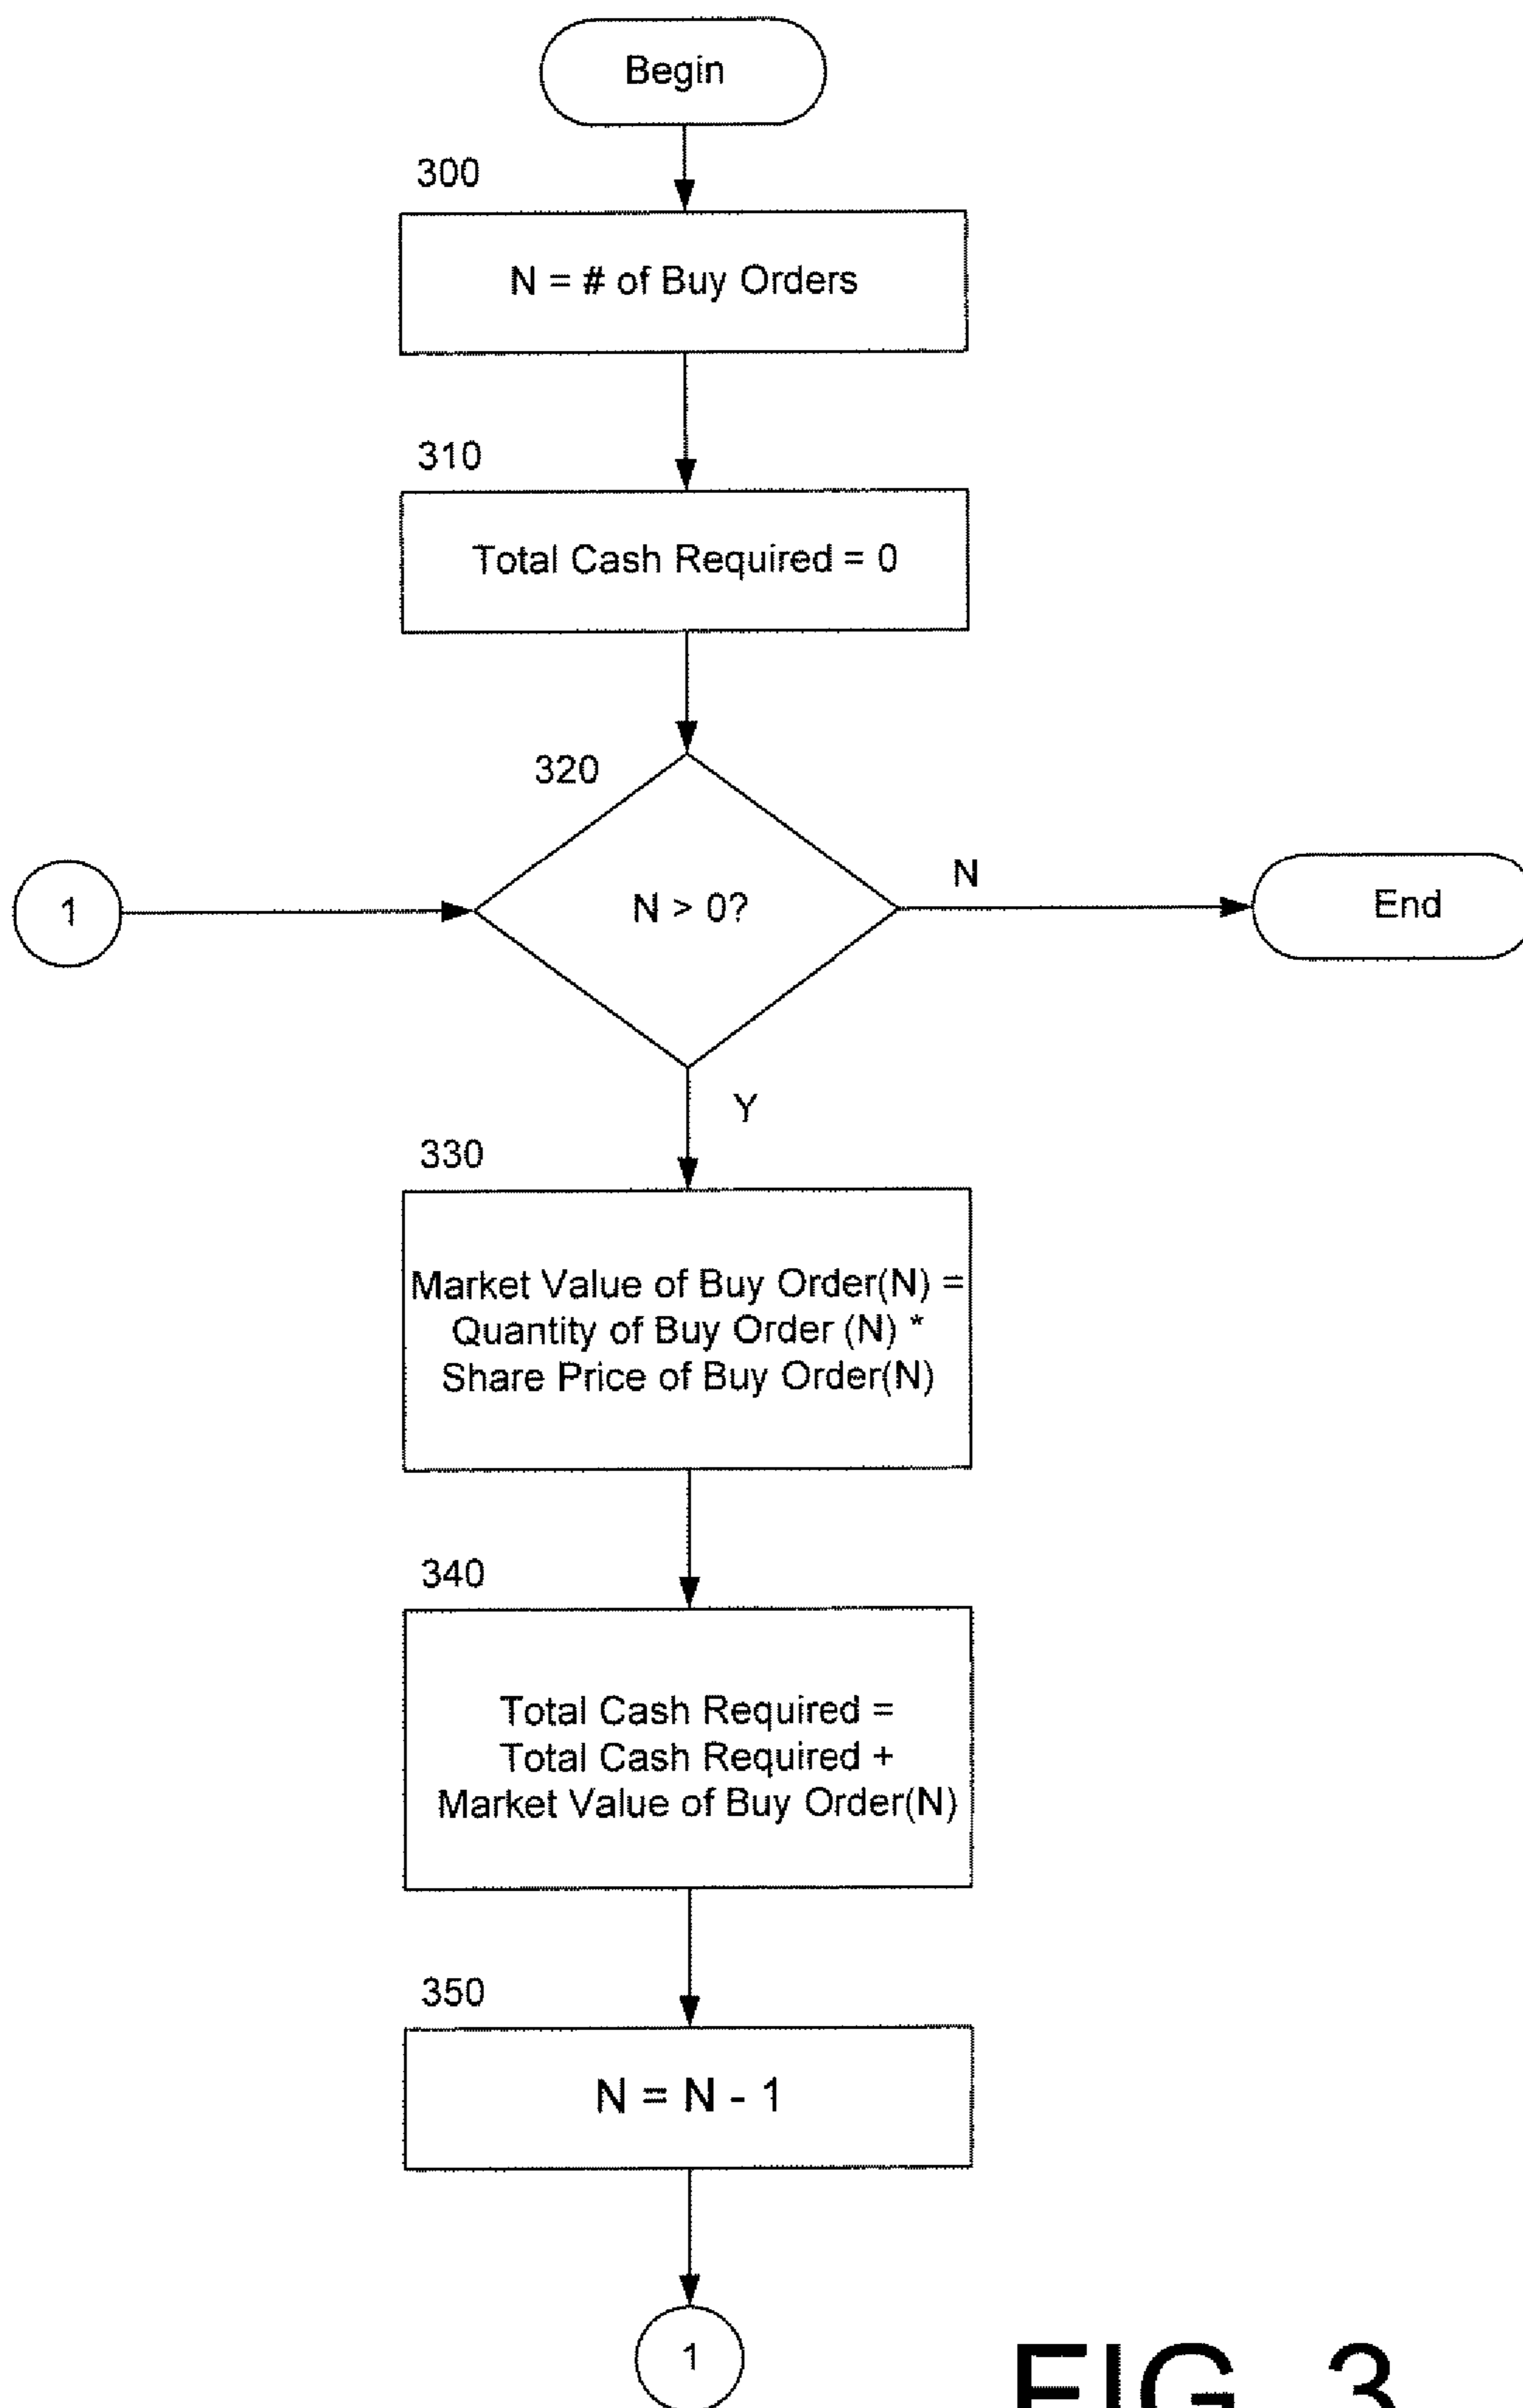 Begin
300
N = # of Buy Orders
310
Total Cash Required = 0
320
1
N > 0?
N
End
Y
330
Market Value of Buy Order(N) =
Quantity of Buy Order (N) *
Share Price of Buy Order(N)
340
Total Cash Required =
Total Cash Required +
Market Value of Buy Order(N)
350
N = N - 1
1
FIG. 3